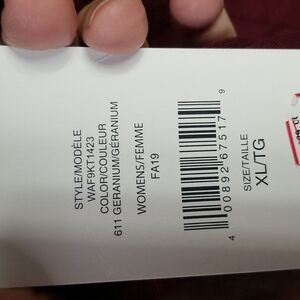 STYLE/MODÈLE
WAF9KT1423
COLOR/COULEUR
611 GERANIUM/GÉRANIUM
WOMENS/FEMME
FA19
4 00892 67517 9
SIZE/TAILLE
XL/TG